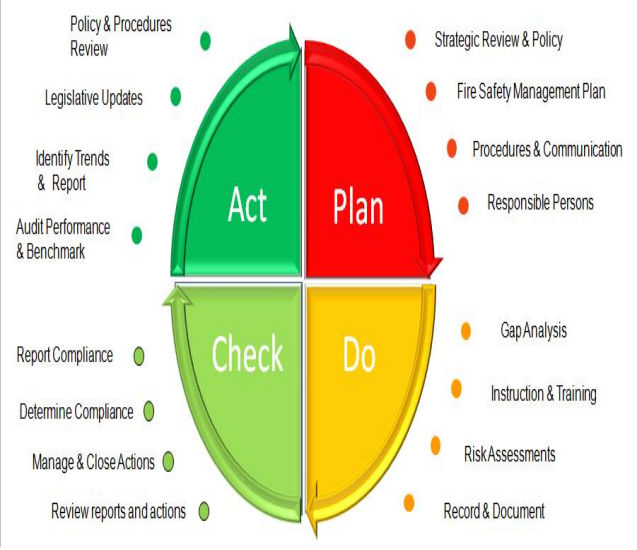 Policy & Procedures
Review
Legislative Updates
Identify Trends
& Report
Audit Performance
& Benchmark
Act
Strategic Review & Policy
Fire Safety Management Plan
Procedures & Communication
Responsible Persons
Plan
Report Compliance
Determine Compliance
Manage & Close Actions
Review reports and actions
Check
Gap Analysis
Instruction & Training
Risk Assessments
Record & Document
Do